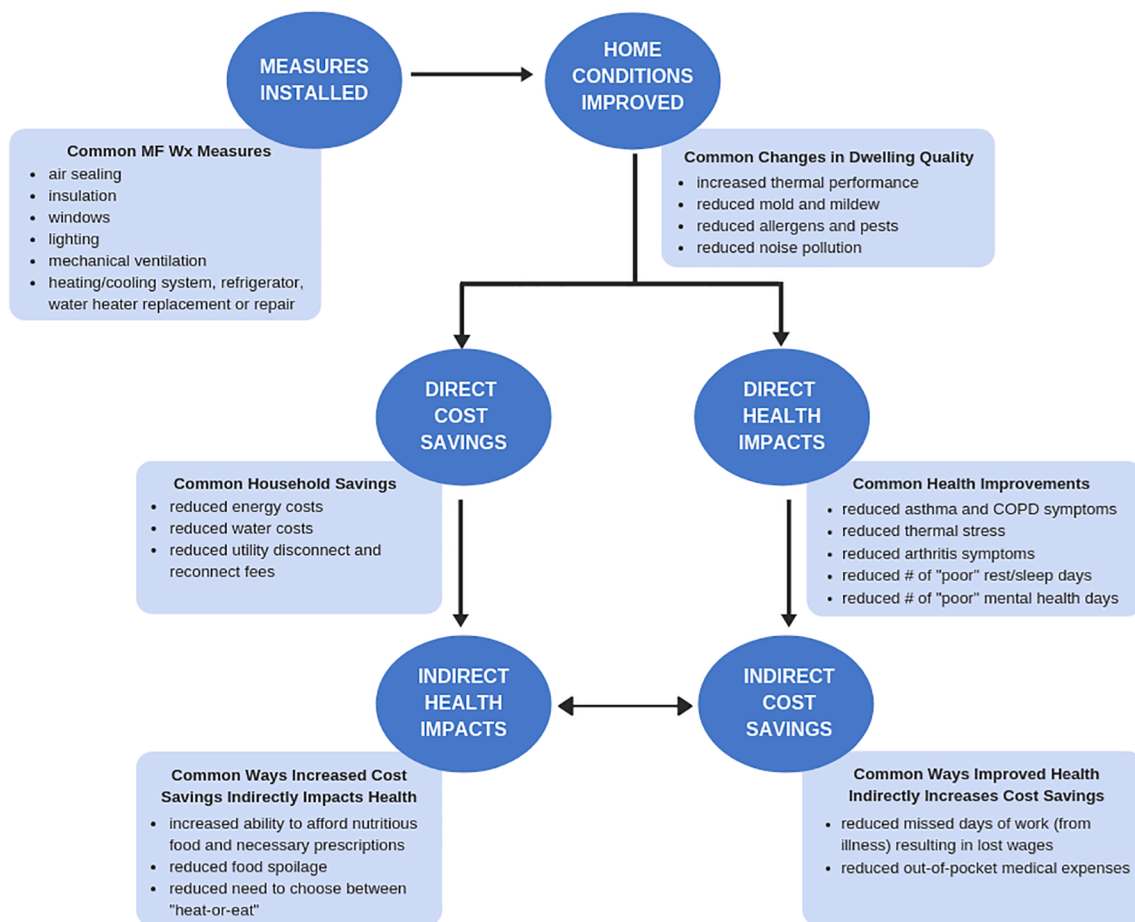 MEASURES
INSTALLED
HOME
CONDITIONS
IMPROVED
Common MF Wx Measures
• air sealing
• insulation
• windows
• lighting
• mechanical ventilation
• heating/cooling system, refrigerator,
water heater replacement or repair
Common Changes in Dwelling Quality
• increased thermal performance
• reduced mold and mildew
• reduced allergens and pests
• reduced noise pollution
DIRECT
COST
SAVINGS
DIRECT
HEALTH
IMPACTS
Common Household Savings
• reduced energy costs
• reduced water costs
• reduced utility disconnect and
reconnect fees
Common Health Improvements
• reduced asthma and COPD symptoms
• reduced thermal stress
• reduced arthritis symptoms
• reduced # of "poor" rest/sleep days
• reduced # of "poor" mental health days
INDIRECT
HEALTH
IMPACTS
INDIRECT
COST
SAVINGS
Common Ways Increased Cost
Savings Indirectly Impacts Health
• increased ability to afford nutritious
food and necessary prescriptions
• reduced food spoilage
• reduced need to choose between
"heat-or-eat"
Common Ways Improved Health
Indirectly Increases Cost Savings
• reduced missed days of work (from
illness) resulting in lost wages
• reduced out-of-pocket medical expenses